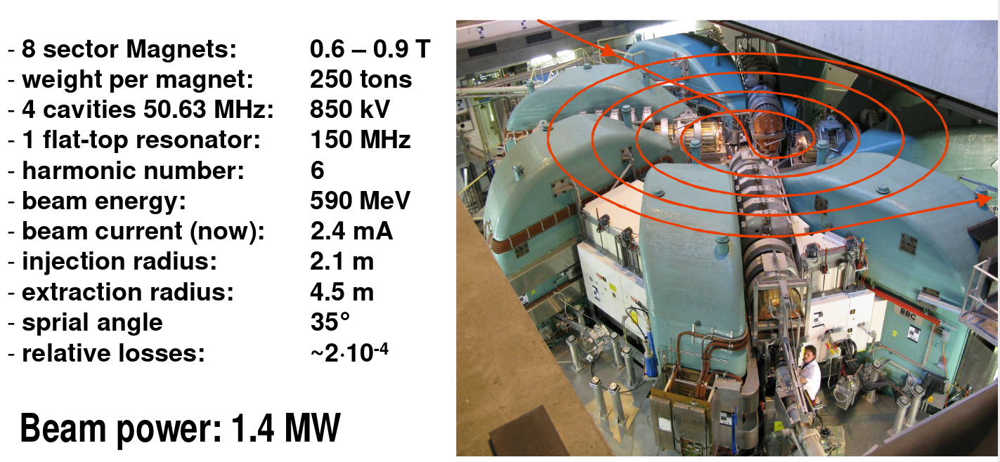 - 8 sector Magnets: 0.6 – 0.9 T
- weight per magnet: 250 tons
- 4 cavities 50.63 MHz: 850 kV
- 1 flat-top resonator: 150 MHz
- harmonic number: 6
- beam energy: 590 MeV
- beam current (now): 2.4 mA
- injection radius: 2.1 m
- extraction radius: 4.5 m
- sprial angle 35°
- relative losses: ~2·10-4
Beam power: 1.4 MW
BBC